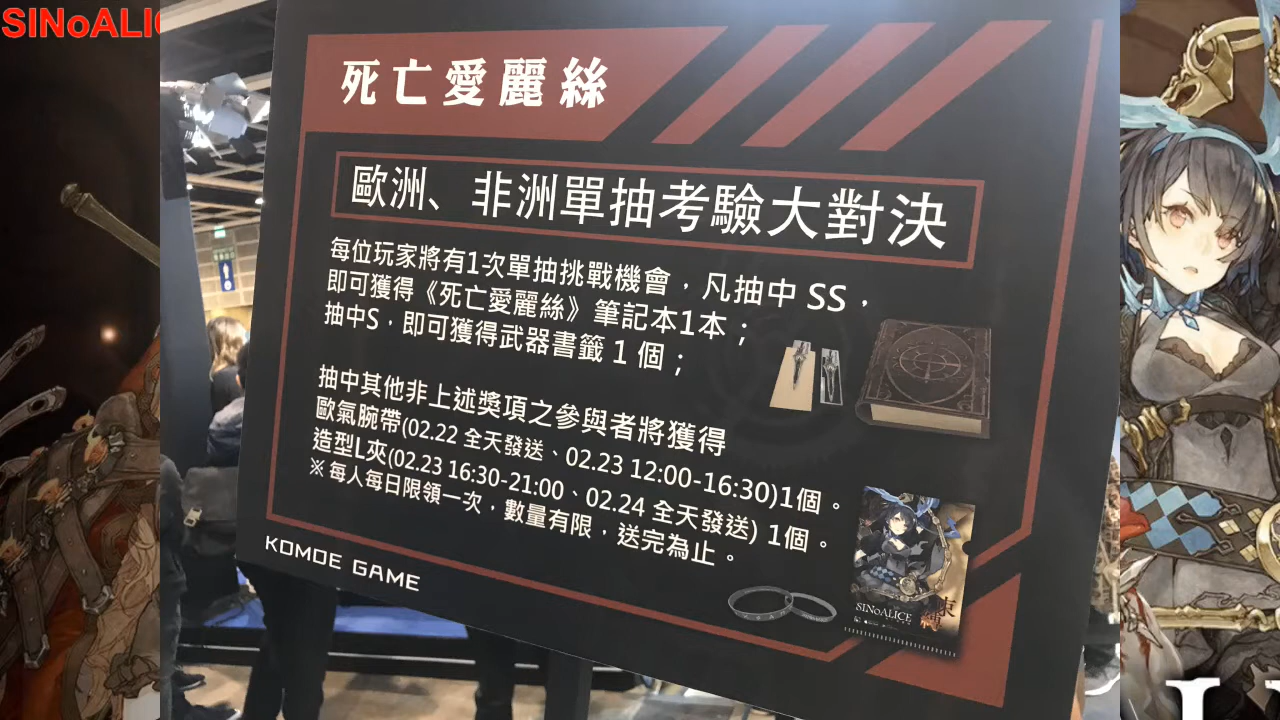 SINoALI
死亡愛麗絲
歐洲、非洲單抽考驗大對決
每位玩家將有1次單抽挑戰機會，凡抽中 SS，
即可獲得《死亡愛麗絲》筆記本1本；
抽中S，即可獲得武器書籤 1 個；
抽中其他非上述獎項之參與者將獲得
歐氣腕帶(02.22 全天發送、02.23 12:00-16:30)1個。
造型L夾(02.23 16:30-21:00、02.24 全天發送) 1個。
※ 每人每日限領一次，數量有限，送完為止。
KOMOE GAME
SINoALICE
束縛